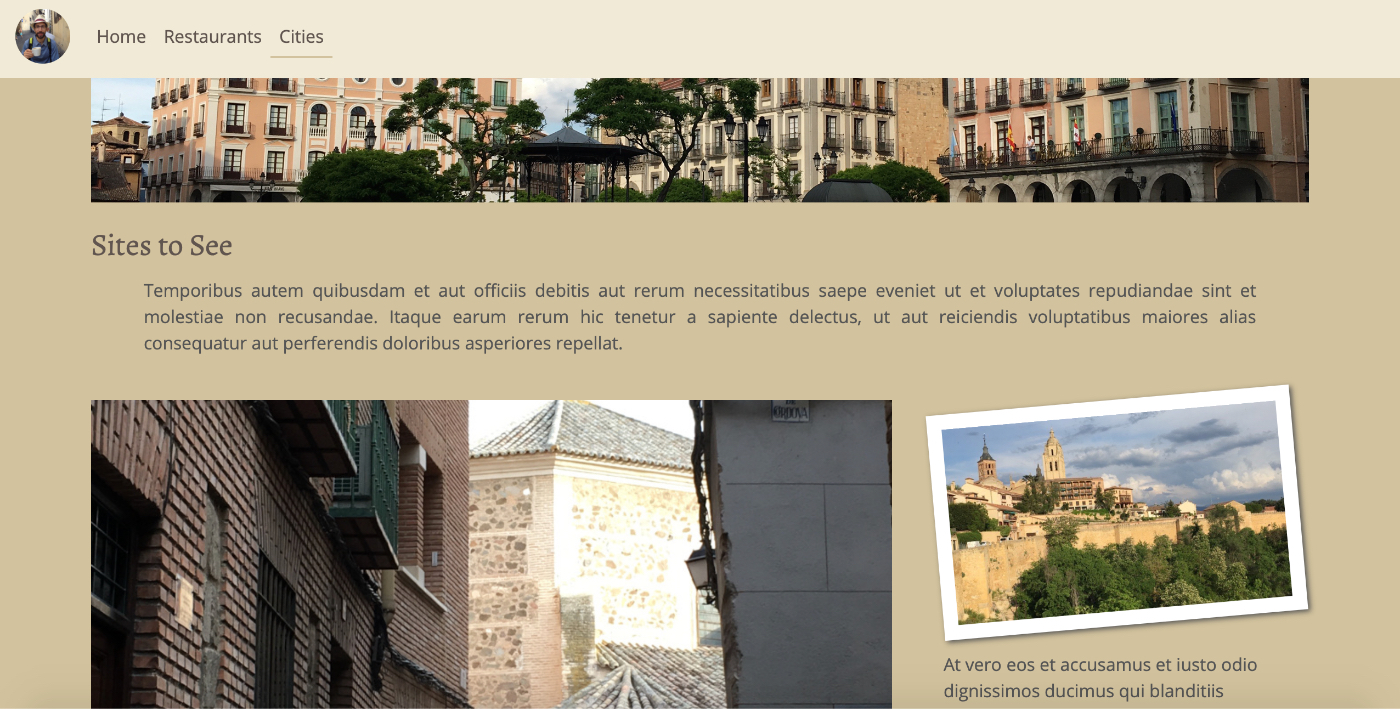 Home
Restaurants
Cities
Sites to See
Temporibus autem quibusdam et aut officiis debitis aut rerum necessitatibus saepe eveniet ut et voluptates repudiandae sint et
molestiae non recusandae. Itaque earum rerum hic tenetur a sapiente delectus, ut aut reiciendis voluptatibus maiores alias
consequatur aut perferendis doloribus asperiores repellat.
CORDOVA
At vero eos et accusamus et iusto odio
dignissimos ducimus qui blanditiis